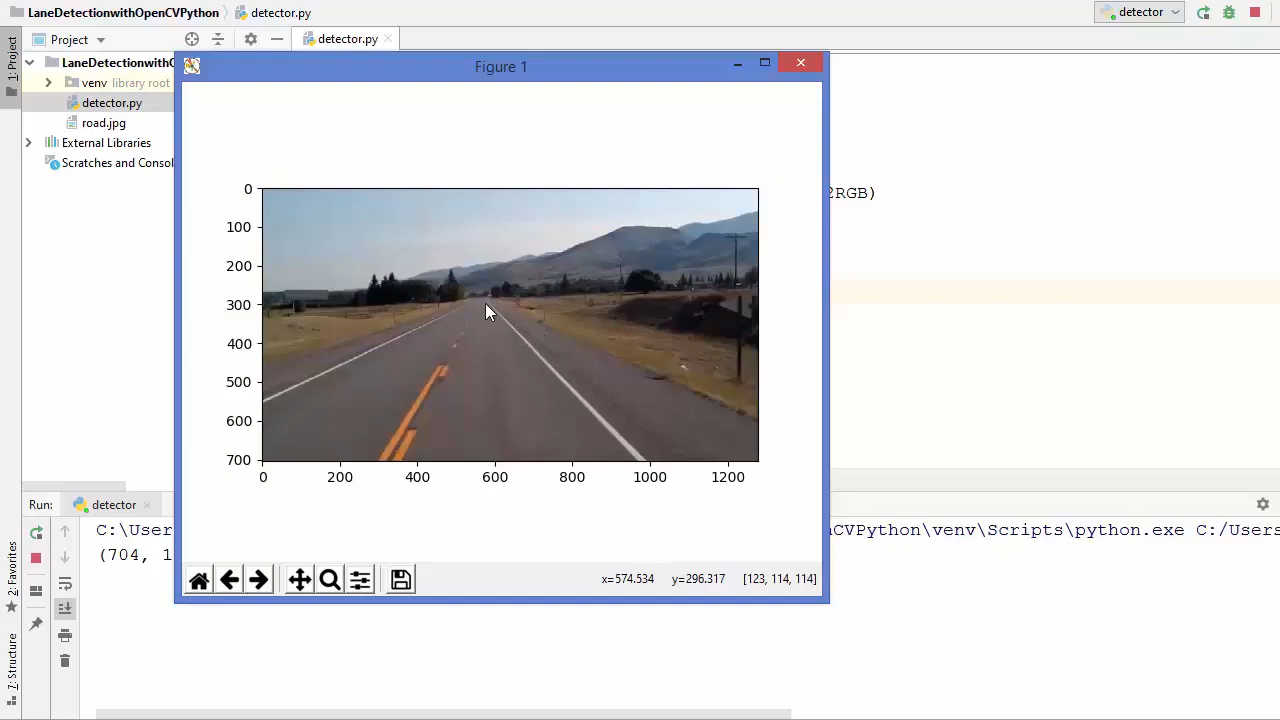 LaneDetectionwithOpenCVPython detector.py detector
1: Project
Project detector.py
Figure 1
LaneDetectionwithO
venv library root
detector.py
road.jpg
External Libraries
Scratches and Consol
2RGB)
0
100
200
300
400
500
600
700
0 200 400 600 800 1000 1200
x=574.534 y=296.317 [123, 114, 114]
Run: detector
C:\User CVPython\venv\Scripts\python.exe C:/Users
(704, 1
2: Favorites
7: Structure